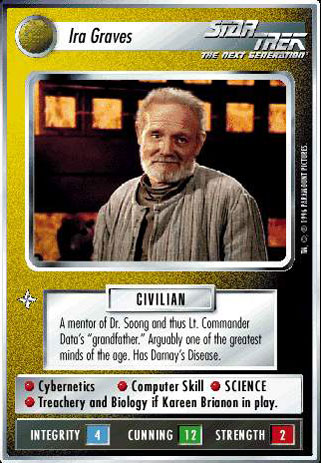 Ira Graves
STAR TREK
THE NEXT GENERATION
TM & © 1996 PARAMOUNT PICTURES.
CIVILIAN
A mentor of Dr. Soong and thus Lt. Commander
Data's "grandfather." Arguably one of the greatest
minds of the age. Has Darnay's Disease.
Cybernetics Computer Skill SCIENCE
Treachery and Biology if Kareen Brianon in play.
INTEGRITY 4 CUNNING 12 STRENGTH 2